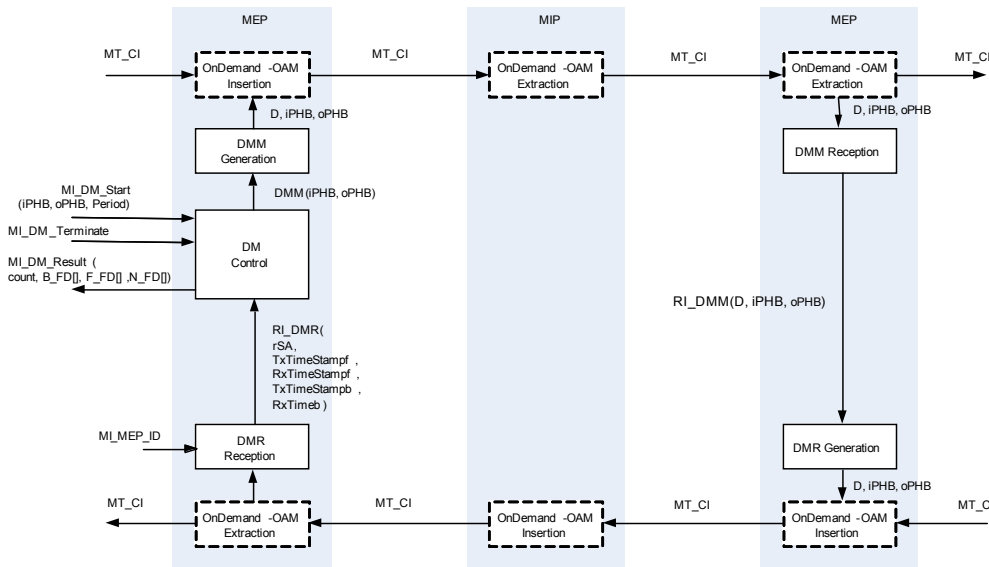 MEP
MIP
MEP
MT_CI
MT_CI
MT_CI
MT_CI
OnDemand -OAM
Insertion
OnDemand -OAM
Extraction
OnDemand -OAM
Extraction
D, iPHB, oPHB
D, iPHB, oPHB
DMM
Generation
DMM Reception
DMM(iPHB, oPHB)
MI_DM_Start
(iPHB, oPHB, Period)
MI_DM_Terminate
MI_DM_Result (
count, B_FD[], F_FD[] ,N_FD[])
DM
Control
RI_DMM(D, iPHB, oPHB)
RI_DMR(
rSA,
TxTimeStampf ,
RxTimeStampf ,
TxTimeStampb ,
RxTimeb )
MI_MEP_ID
DMR
Reception
DMR Generation
D, iPHB, oPHB
MT_CI
MT_CI
MT_CI
MT_C
OnDemand -OAM
Extraction
OnDemand -OAM
Insertion
OnDemand -OAM
Insertion